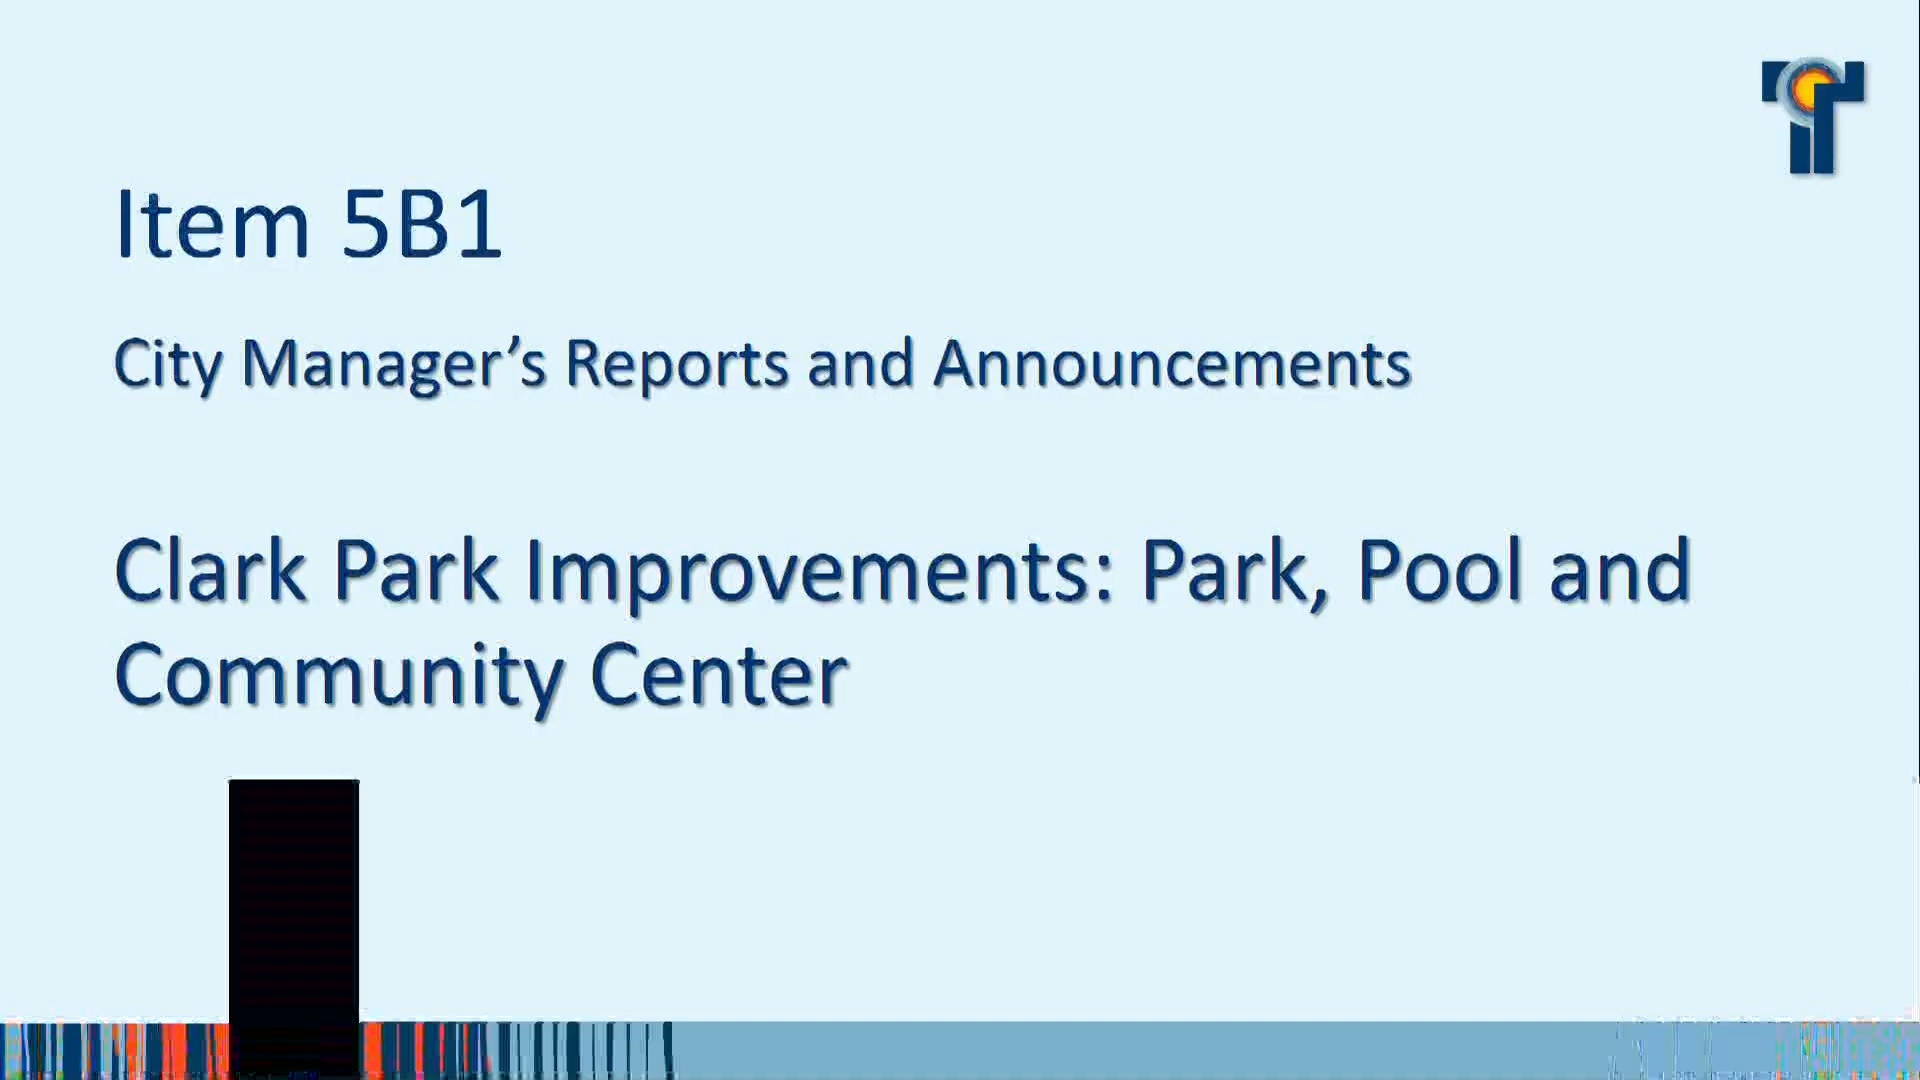 Item 5B1
City Manager’s Reports and Announcements
Clark Park Improvements: Park, Pool and
Community Center